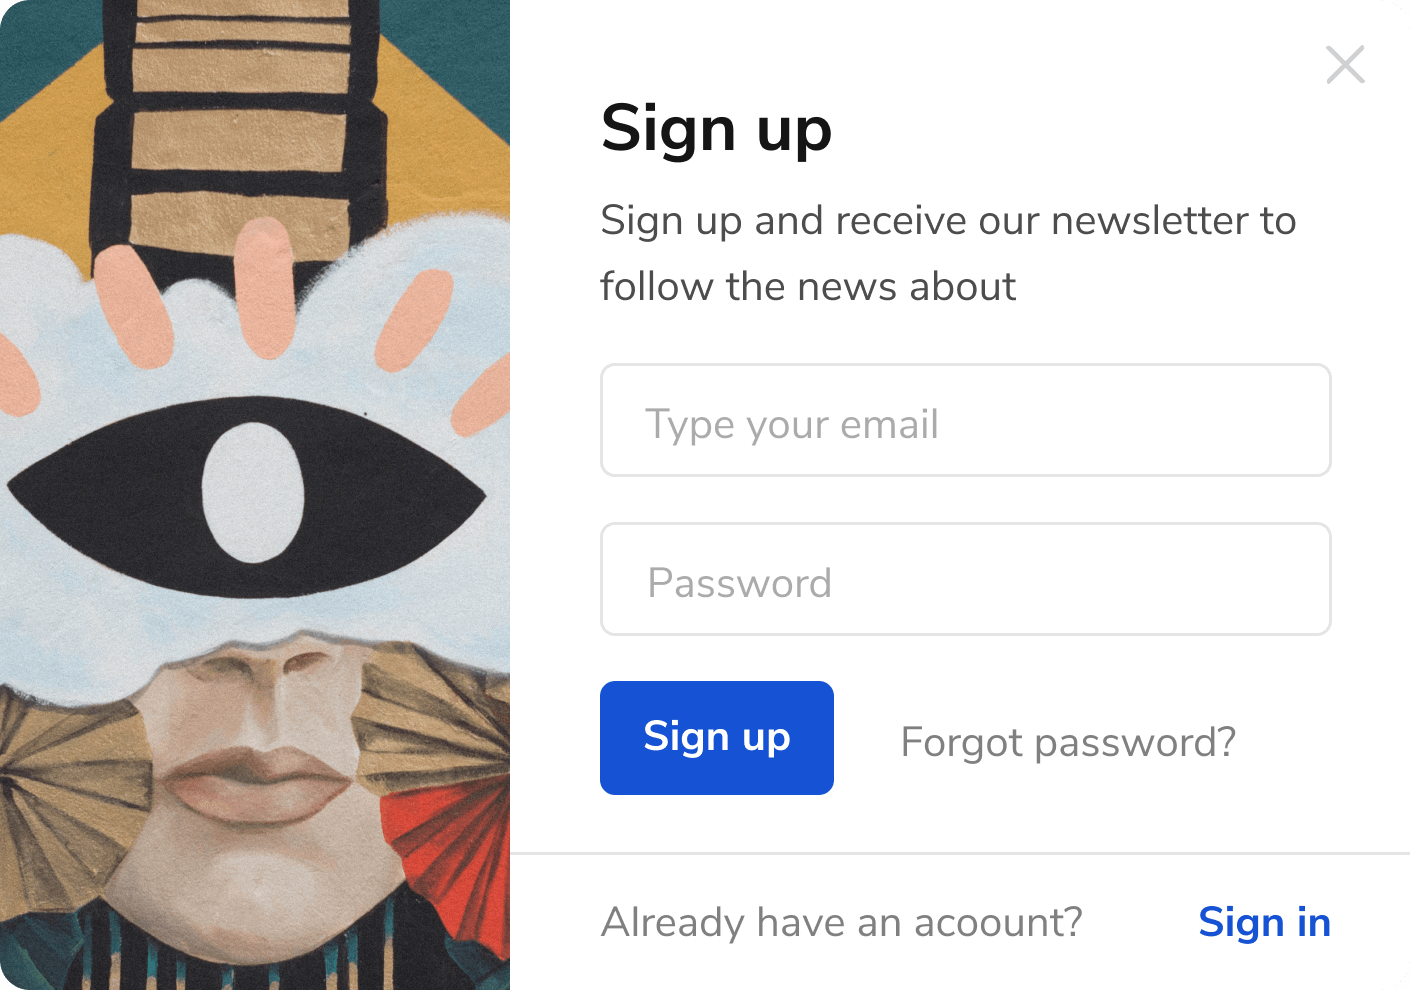 Sign up
Sign up and receive our newsletter to
follow the news about
Type your email
Password
Sign up
Forgot password?
Already have an acoount?
Sign in